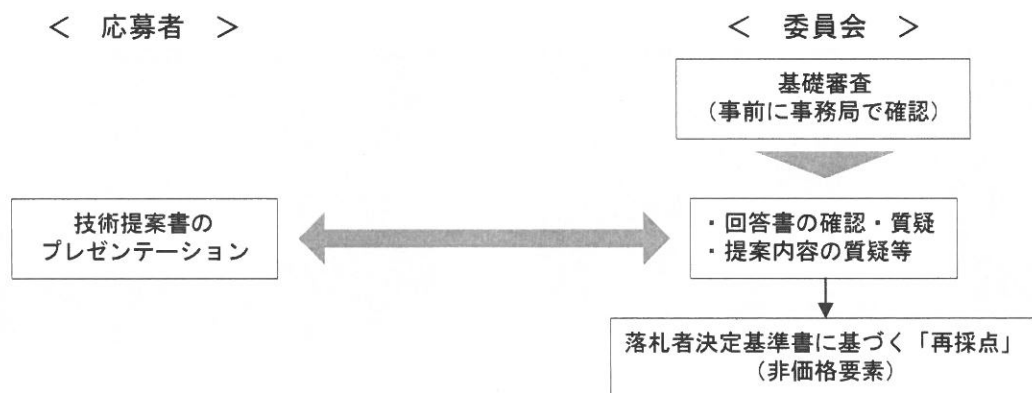 ＜ 応募者 ＞
＜ 委員会 ＞
基礎審査
（事前に事務局で確認）
技術提案書の
プレゼンテーション
・回答書の確認・質疑
・提案内容の質疑等
落札者決定基準書に基づく「再採点」
（非価格要素）